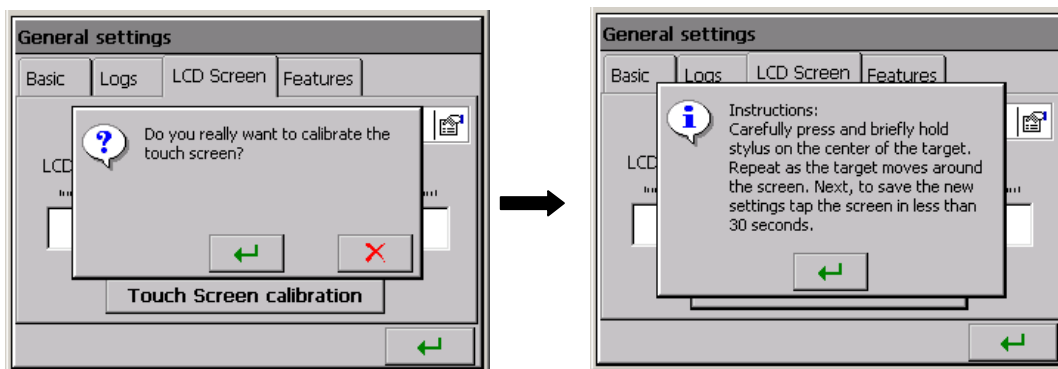 General settings
Basic Logs LCD Screen Features
Do you really want to calibrate the
touch screen?
LCD
Touch Screen calibration
General settings
Basic Logs LCD Screen Features
Instructions:
Carefully press and briefly hold
stylus on the center of the target.
Repeat as the target moves around
the screen. Next, to save the new
settings tap the screen in less than
30 seconds.
LCD